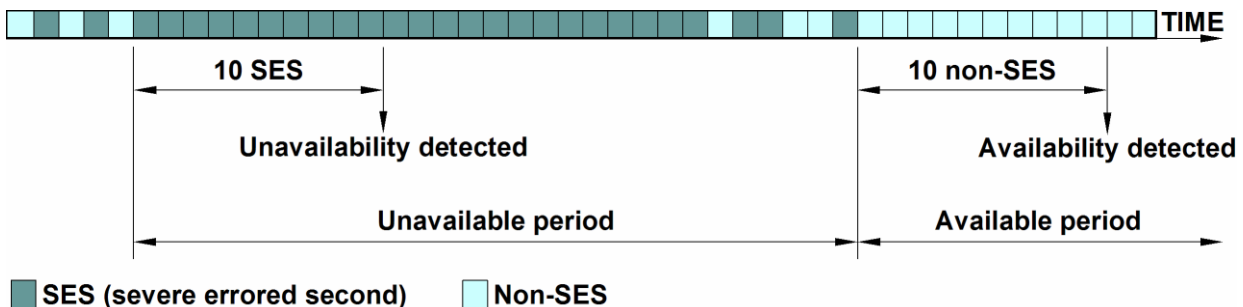 TIME
10 SES
10 non-SES
Unavailability detected
Availability detected
Unavailable period
Available period
SES (severe errored second)
Non-SES